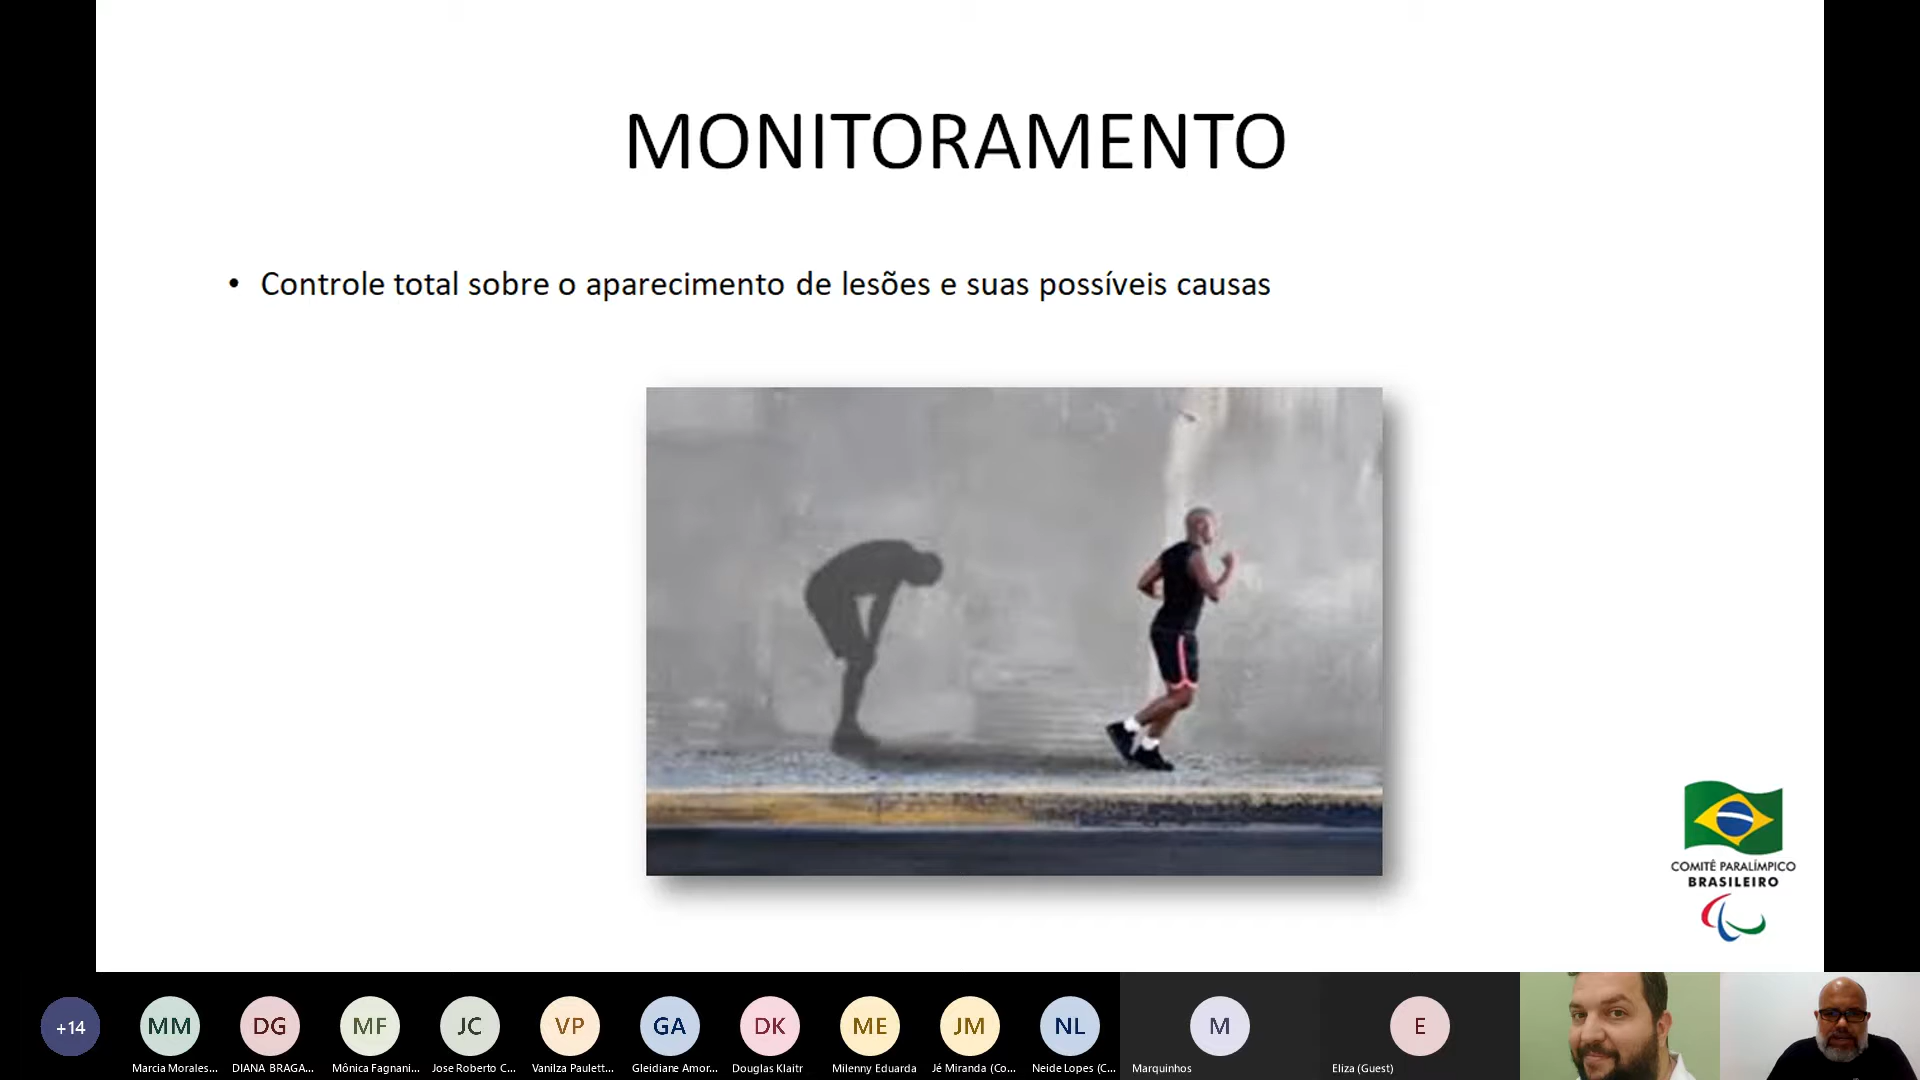 MONITORAMENTO
• Controle total sobre o aparecimento de lesões e suas possíveis causas
COMITÊ PARALÍMPICO
BRASILEIRO
+14
MM
DG
MF
JC
VP
GA
DK
ME
JM
NL
M
E
Marcia Morales...
DIANA BRAGA...
Mônica Fagnani...
Jose Roberto C...
Vanilza Paulett...
Gleidiane Amor...
Douglas Klaitr
Milenny Eduarda
Jé Miranda (Co...
Neide Lopes (C...
Marquinhos
Eliza (Guest)